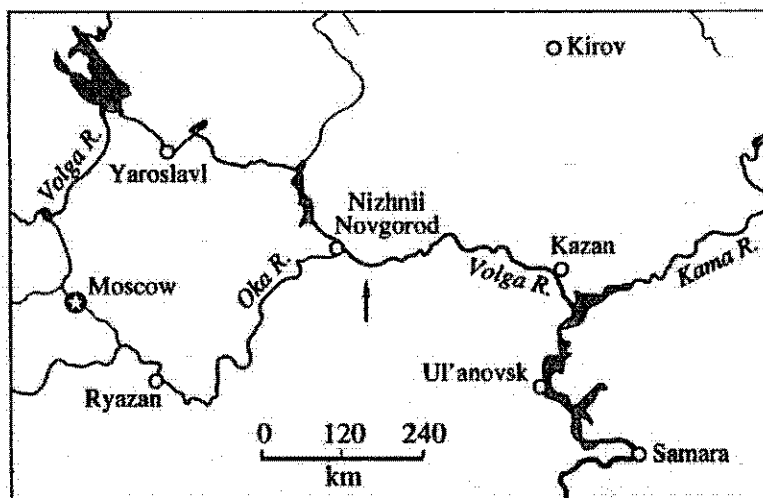 Kirov
Volga R.
Yaroslavl
Nizhnii
Novgorod
Kazan
Volga R.
Kama R.
Oka R.
Moscow
Ul'anovsk
Ryazan
0 120 240
km
Samara